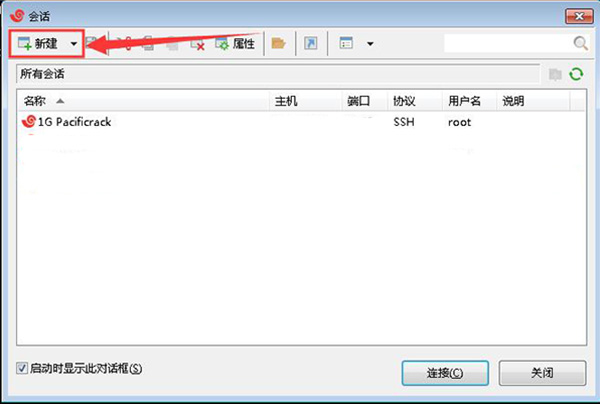 会话
新建 属性
所有会话
名称 主机 端口 协议 用户名 说明
1G Pacificrack SSH root
启动时显示此对话框(S) 连接(C) 关闭